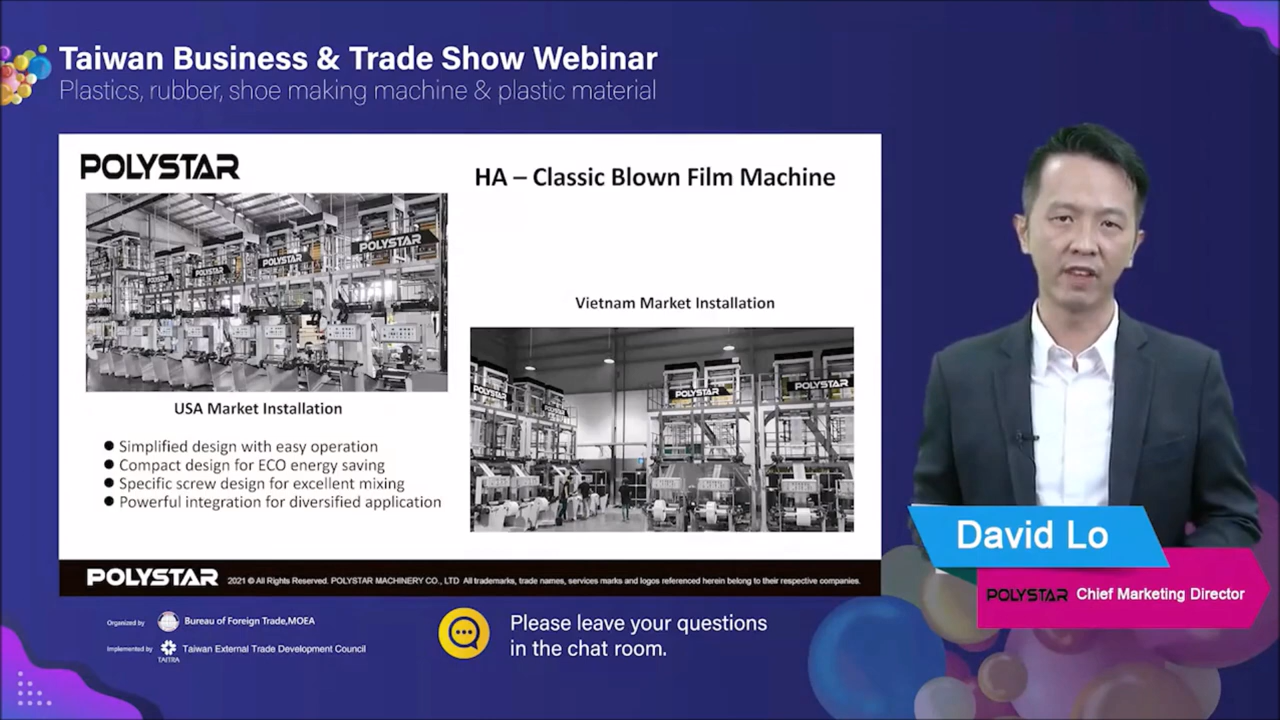 Taiwan Business & Trade Show Webinar
Plastics, rubber, shoe making machine & plastic material
POLYSTAR
HA – Classic Blown Film Machine
POLYSTAR
POLYSTAR
POLYSTAR
POLYSTAR
USA Market Installation
Vietnam Market Installation
POLYSTAR
POLYSTAR
POLYSTAR
POLYSTAR
● Simplified design with easy operation
● Compact design for ECO energy saving
● Specific screw design for excellent mixing
● Powerful integration for diversified application
POLYSTAR 2021 © All Rights Reserved. POLYSTAR MACHINERY CO., LTD All trademarks, trade names, services marks and logos referenced herein belong to their respective companies.
David Lo
POLYSTAR Chief Marketing Director
Organized by Bureau of Foreign Trade,MOEA
Implemented by TAITRA Taiwan External Trade Development Council
Please leave your questions
in the chat room.